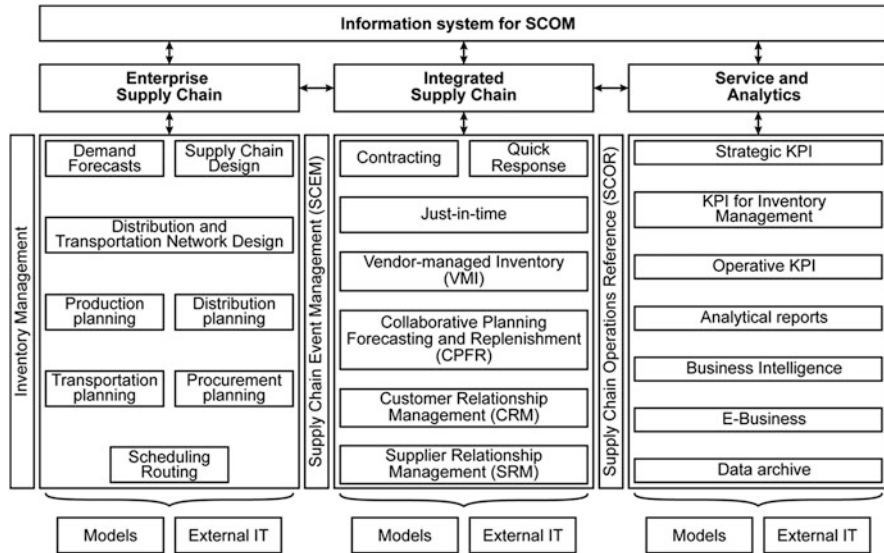 Information system for SCOM
Enterprise
Supply Chain
Integrated
Supply Chain
Service and
Analytics
Inventory Management
Demand
Forecasts
Supply Chain
Design
Distribution and
Transportation Network Design
Production
planning
Distribution
planning
Transportation
planning
Procurement
planning
Scheduling
Routing
Supply Chain Event Management (SCEM)
Contracting
Quick
Response
Just-in-time
Vendor-managed Inventory
(VMI)
Collaborative Planning
Forecasting and Replenishment
(CPFR)
Customer Relationship
Management (CRM)
Supplier Relationship
Management (SRM)
Supply Chain Operations Reference (SCOR)
Strategic KPI
KPI for Inventory
Management
Operative KPI
Analytical reports
Business Intelligence
E-Business
Data archive
Models
External IT
Models
External IT
Models
External IT